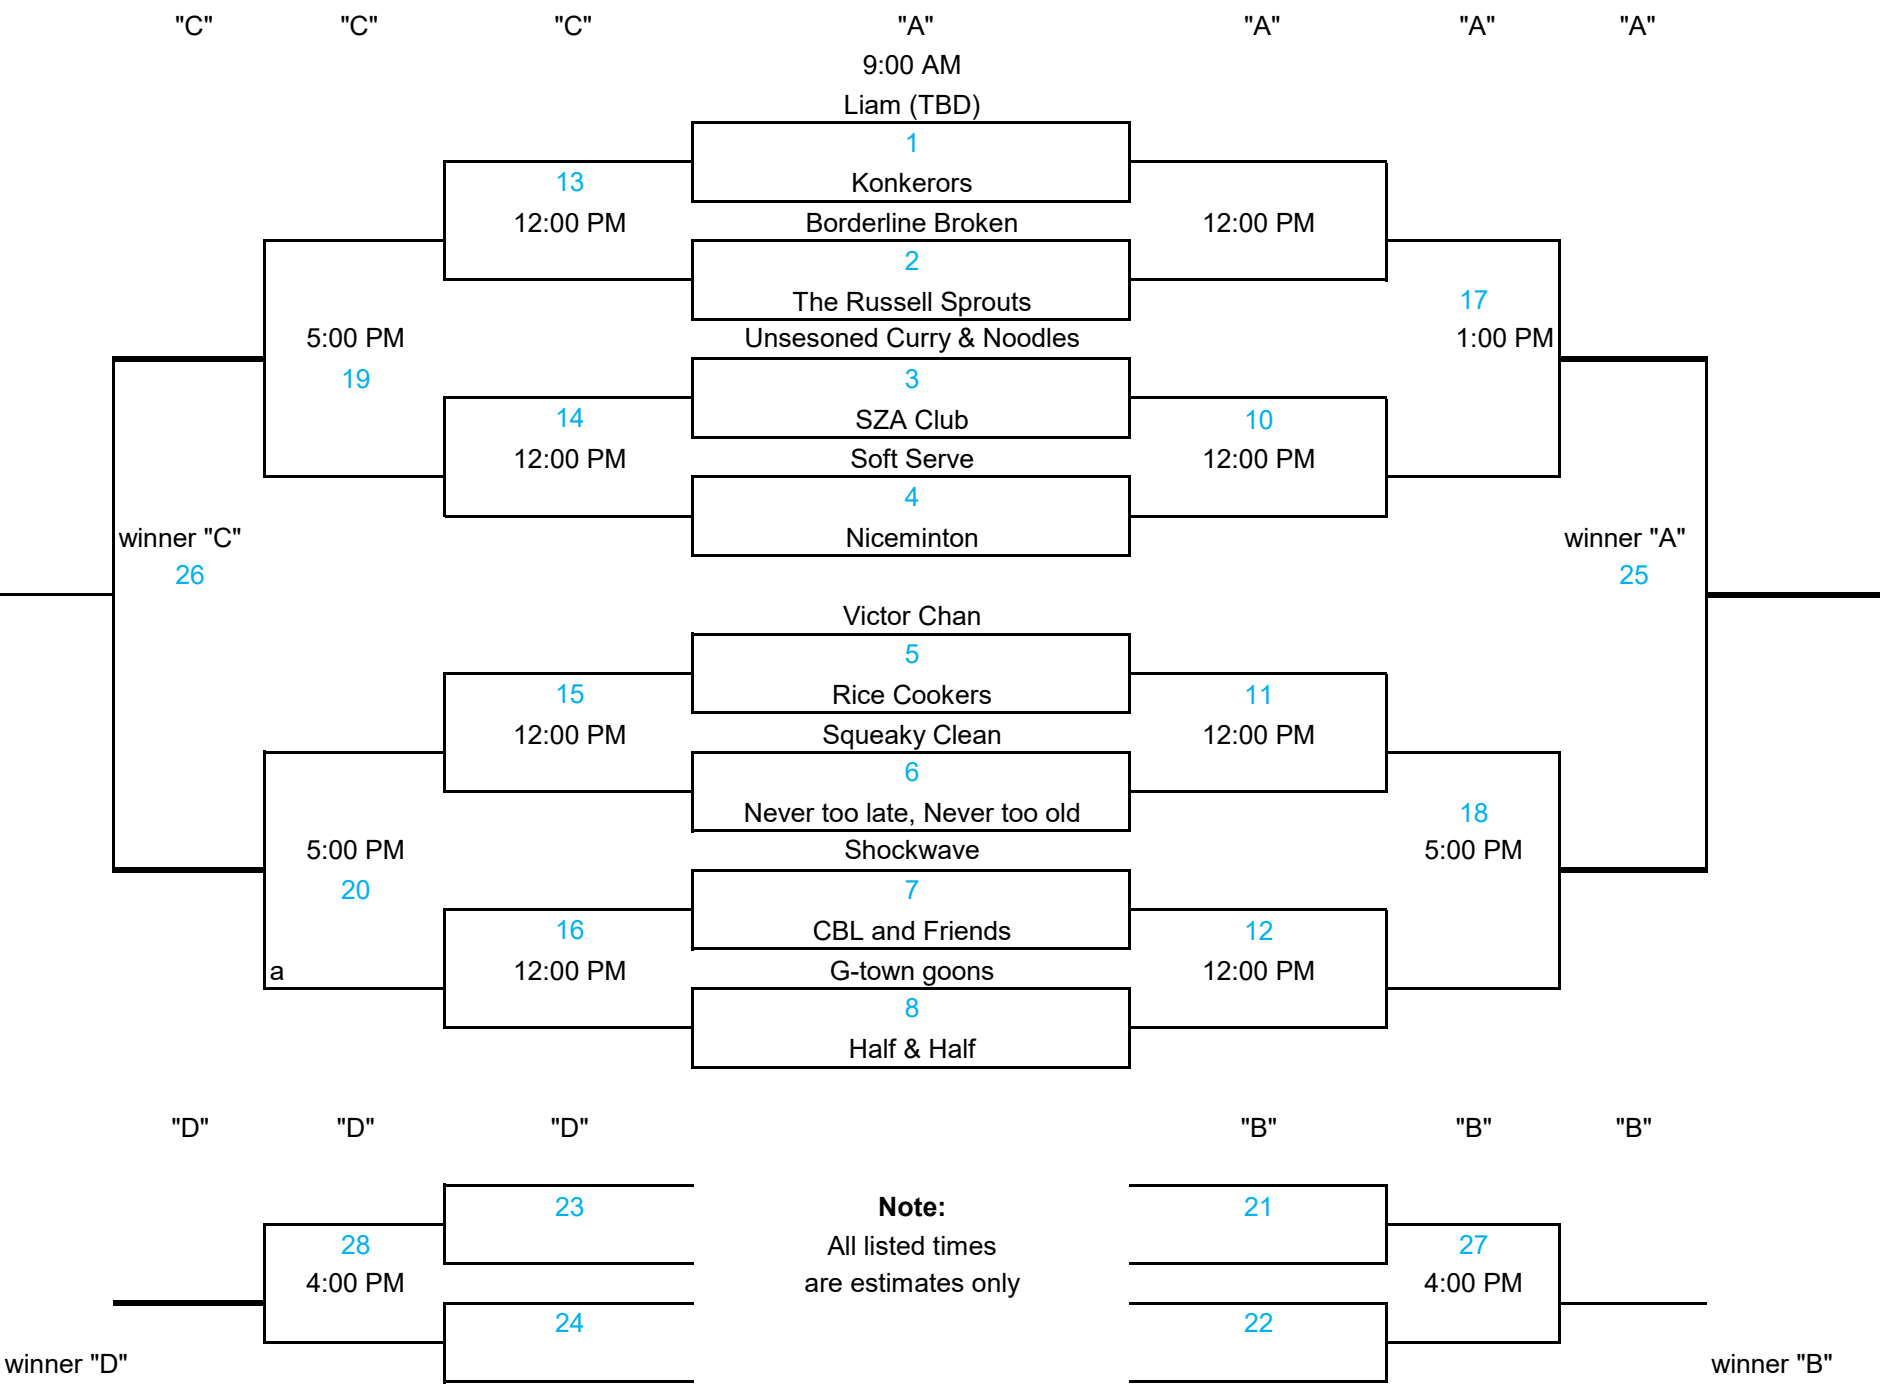 "C" "C" "C" "A" "A" "A" "A"
9:00 AM
Liam (TBD)
1
13 Konkerors
12:00 PM Borderline Broken 12:00 PM
2
The Russell Sprouts 17
5:00 PM Unsesoned Curry & Noodles 1:00 PM
19 3
14 SZA Club 10
12:00 PM Soft Serve 12:00 PM
4
winner "C" Niceminton winner "A"
26 25
Victor Chan
5
15 Rice Cookers 11
12:00 PM Squeaky Clean 12:00 PM
6
Never too late, Never too old 18
5:00 PM Shockwave 5:00 PM
20 7
16 CBL and Friends 12
a 12:00 PM G-town goons 12:00 PM
8
Half & Half
"D" "D" "D" "B" "B" "B"
23 Note: 21
28 All listed times 27
4:00 PM are estimates only 4:00 PM
24 22
winner "D" winner "B"